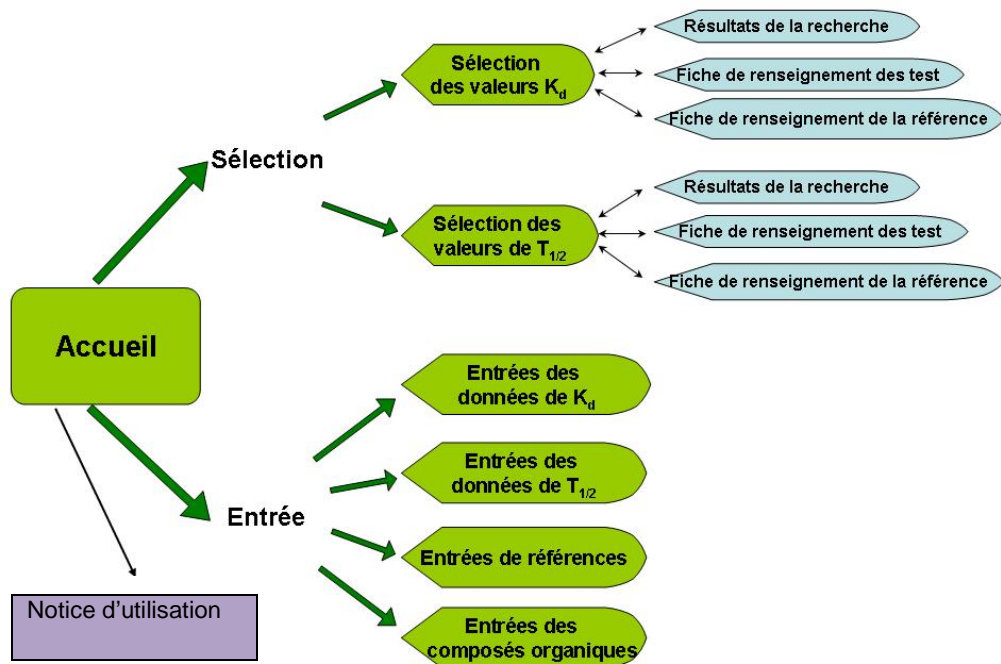 Résultats de la recherche
Sélection
des valeurs Kd
Fiche de renseignement des test
Fiche de renseignement de la référence
Sélection
Résultats de la recherche
Sélection des
valeurs de T1/2
Fiche de renseignement des test
Fiche de renseignement de la référence
Accueil
Entrées des
données de Kd
Entrées des
données de T1/2
Entrée
Entrées de références
Notice d’utilisation
Entrées des
composés organiques